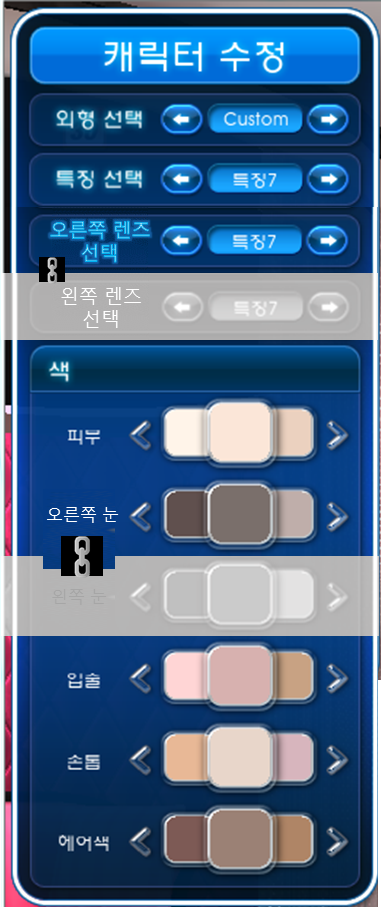 캐릭터 수정
외형 선택 Custom
특징 선택 특징7
오른쪽 렌즈
선택 특징7
왼쪽 렌즈
선택 특징7
색
피부
오른쪽 눈
왼쪽 눈
입술
손톱
헤어색